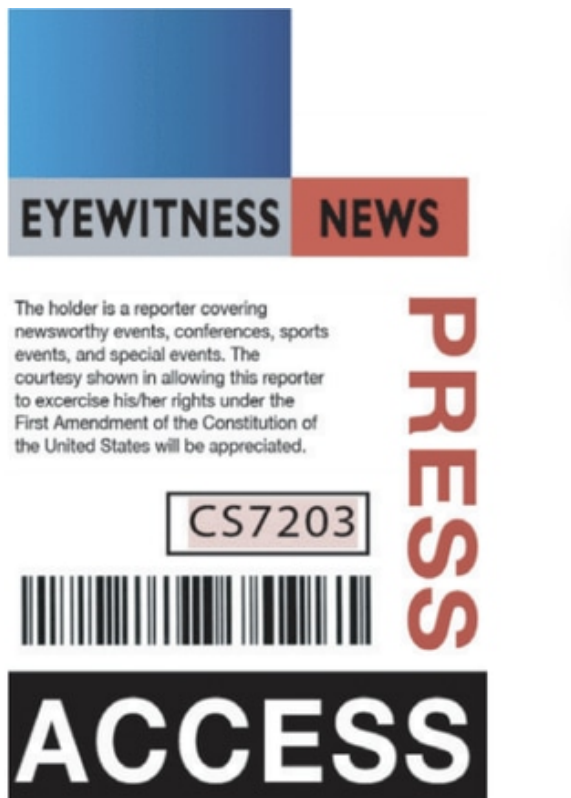 EYEWITNESS NEWS
The holder is a reporter covering
newsworthy events, conferences, sports
events, and special events. The
courtesy shown in allowing this reporter
to excercise his/her rights under the
First Amendment of the Constitution of
the United States will be appreciated.
PRESS
CS7203
ACCESS